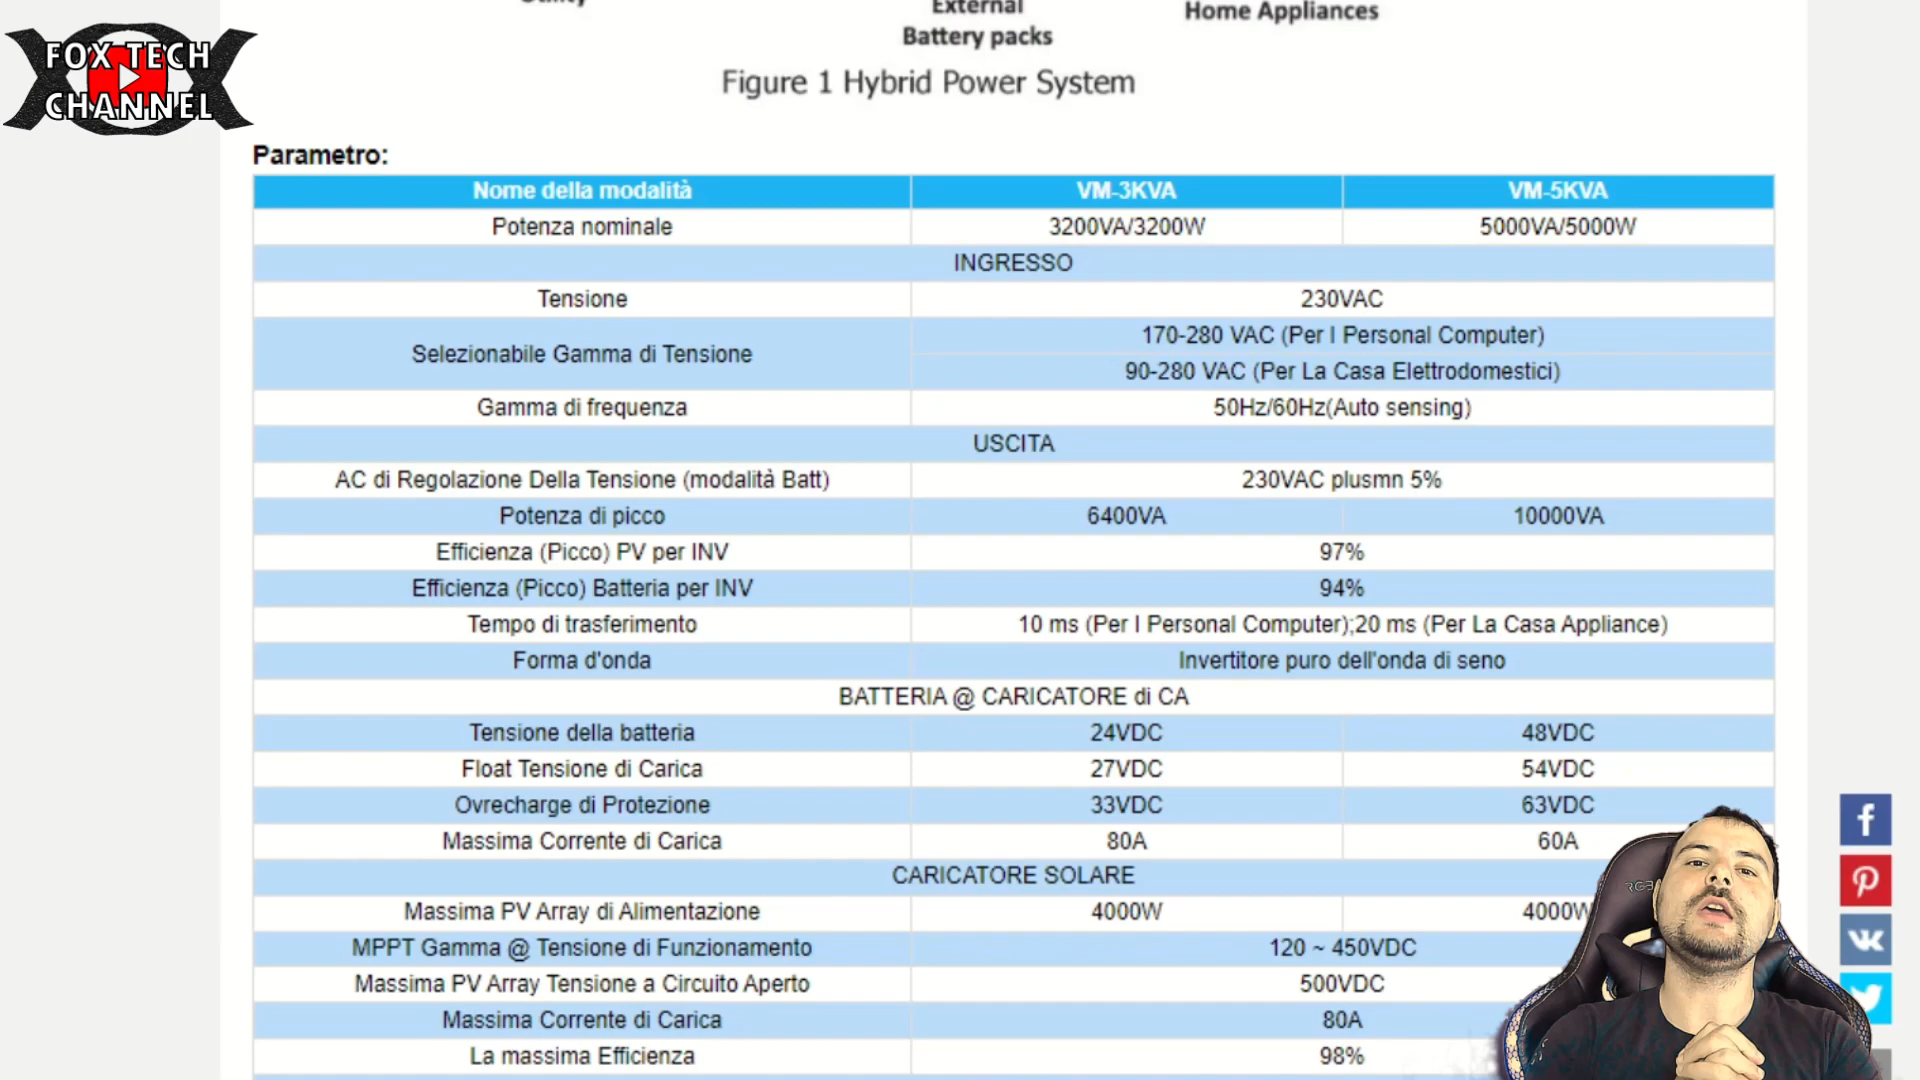 FOX TECH
CHANNEL
External
Battery packs
Home Appliances
Figure 1 Hybrid Power System
Parametro:
Nome della modalità VM-3KVA VM-5KVA
Potenza nominale 3200VA/3200W 5000VA/5000W
INGRESSO
Tensione 230VAC
Selezionabile Gamma di Tensione 170-280 VAC (Per I Personal Computer)
90-280 VAC (Per La Casa Elettrodomestici)
Gamma di frequenza 50Hz/60Hz(Auto sensing)
USCITA
AC di Regolazione Della Tensione (modalità Batt) 230VAC plusmn 5%
Potenza di picco 6400VA 10000VA
Efficienza (Picco) PV per INV 97%
Efficienza (Picco) Batteria per INV 94%
Tempo di trasferimento 10 ms (Per I Personal Computer);20 ms (Per La Casa Appliance)
Forma d'onda Invertitore puro dell'onda di seno
BATTERIA @ CARICATORE di CA
Tensione della batteria 24VDC 48VDC
Float Tensione di Carica 27VDC 54VDC
Ovrecharge di Protezione 33VDC 63VDC
Massima Corrente di Carica 80A 60A
CARICATORE SOLARE
Massima PV Array di Alimentazione 4000W 4000W
MPPT Gamma @ Tensione di Funzionamento 120 ~ 450VDC
Massima PV Array Tensione a Circuito Aperto 500VDC
Massima Corrente di Carica 80A
La massima Efficienza 98%